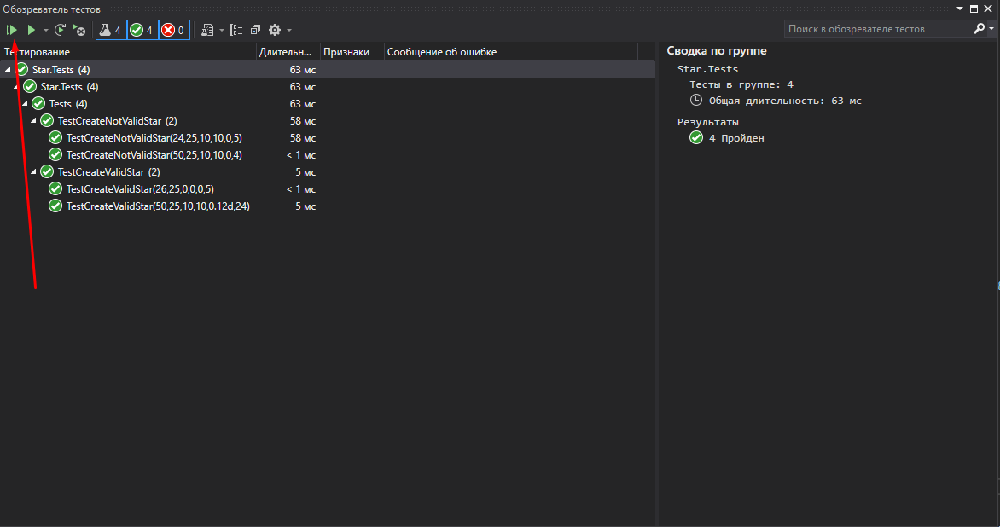 Обозреватель тестов
4 4 0 Поиск в обозревателе тестов
Тестирование Длительн... Признаки Сообщение об ошибке
Star.Tests (4) 63 мс
Star.Tests (4) 63 мс
Tests (4) 63 мс
TestCreateNotValidStar (2) 58 мс
TestCreateNotValidStar(24,25,10,10,0,5) 58 мс
TestCreateNotValidStar(50,25,10,10,0,4) < 1 мс
TestCreateValidStar (2) 5 мс
TestCreateValidStar(26,25,0,0,0,5) < 1 мс
TestCreateValidStar(50,25,10,10,0.12d,24) 5 мс
Сводка по группе
Star.Tests
Тесты в группе: 4
Общая длительность: 63 мс
Результаты
4 Пройден